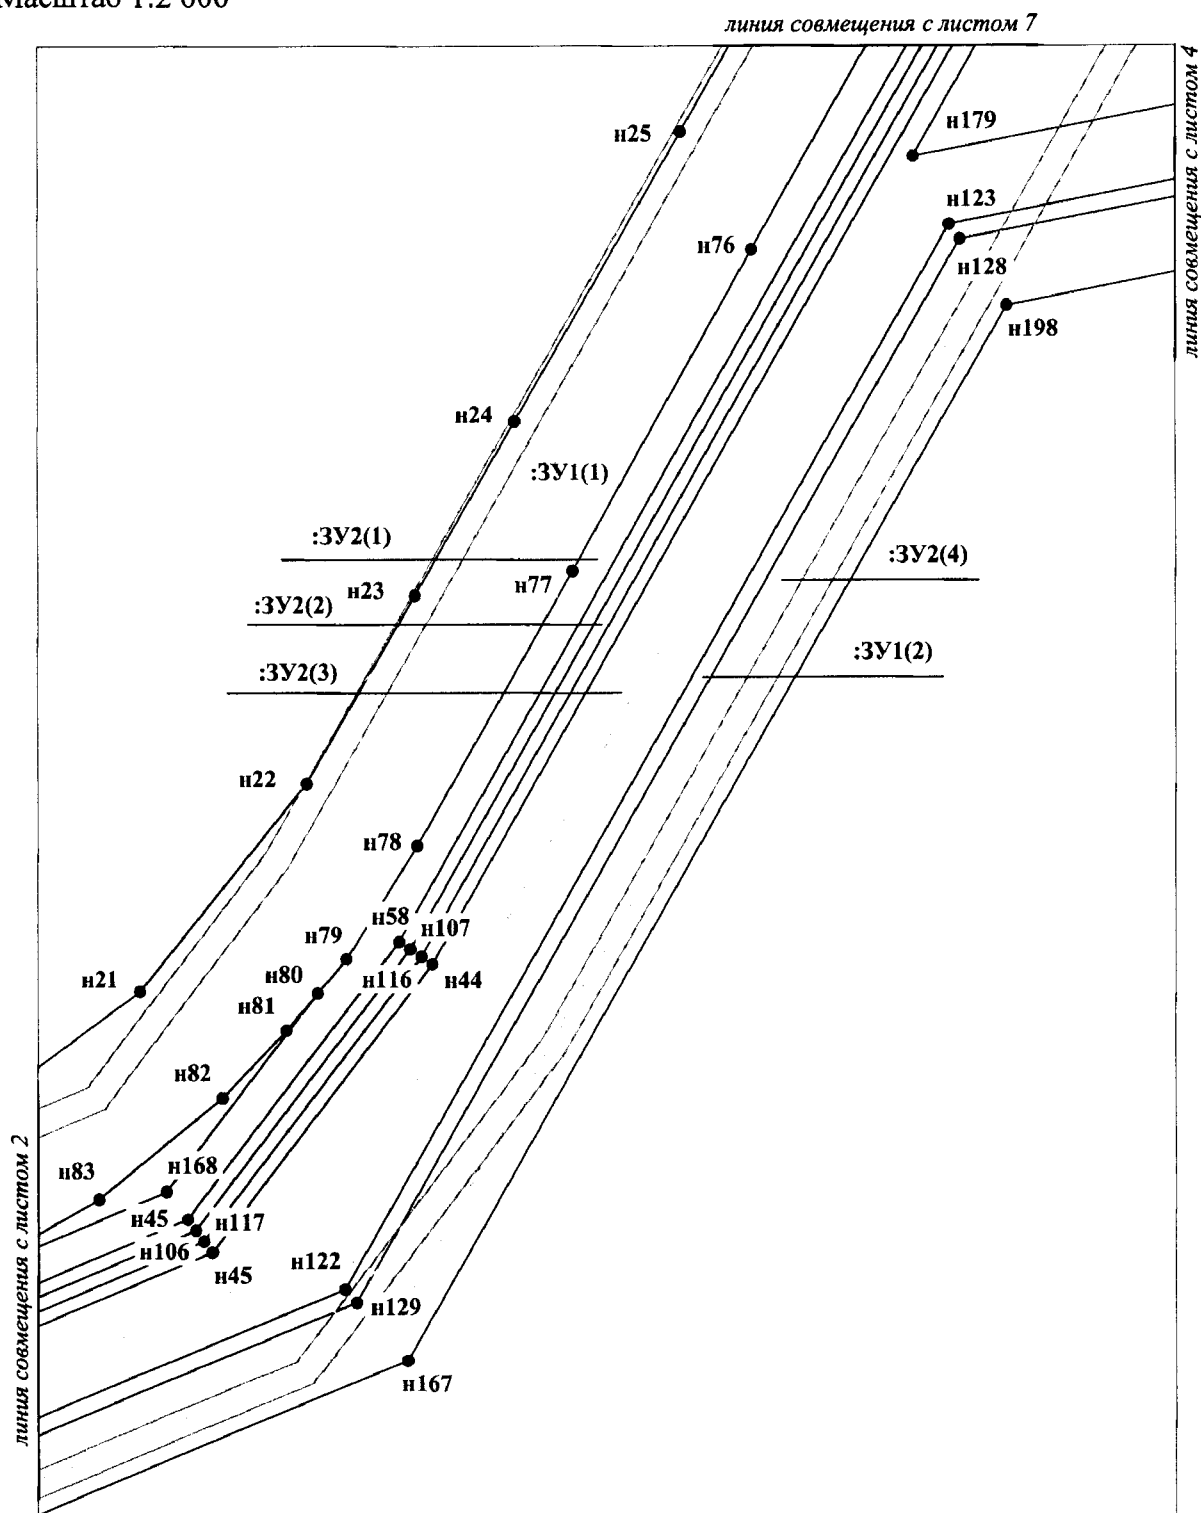 Масштаб 1:2 000
линия совмещения с листом 7
линия совмещения с листом 4
н179
н25
н123
н76
н128
н198
н24
:ЗУ1(1)
:ЗУ2(1)
:ЗУ2(4)
н77
н23
:ЗУ2(2)
:ЗУ1(2)
:ЗУ2(3)
н22
н78
н58
н107
н79
н116
н44
н80
н21
н81
н82
линия совмещения с листом 2
н83
н168
н45
н117
н106
н45
н122
н129
н167